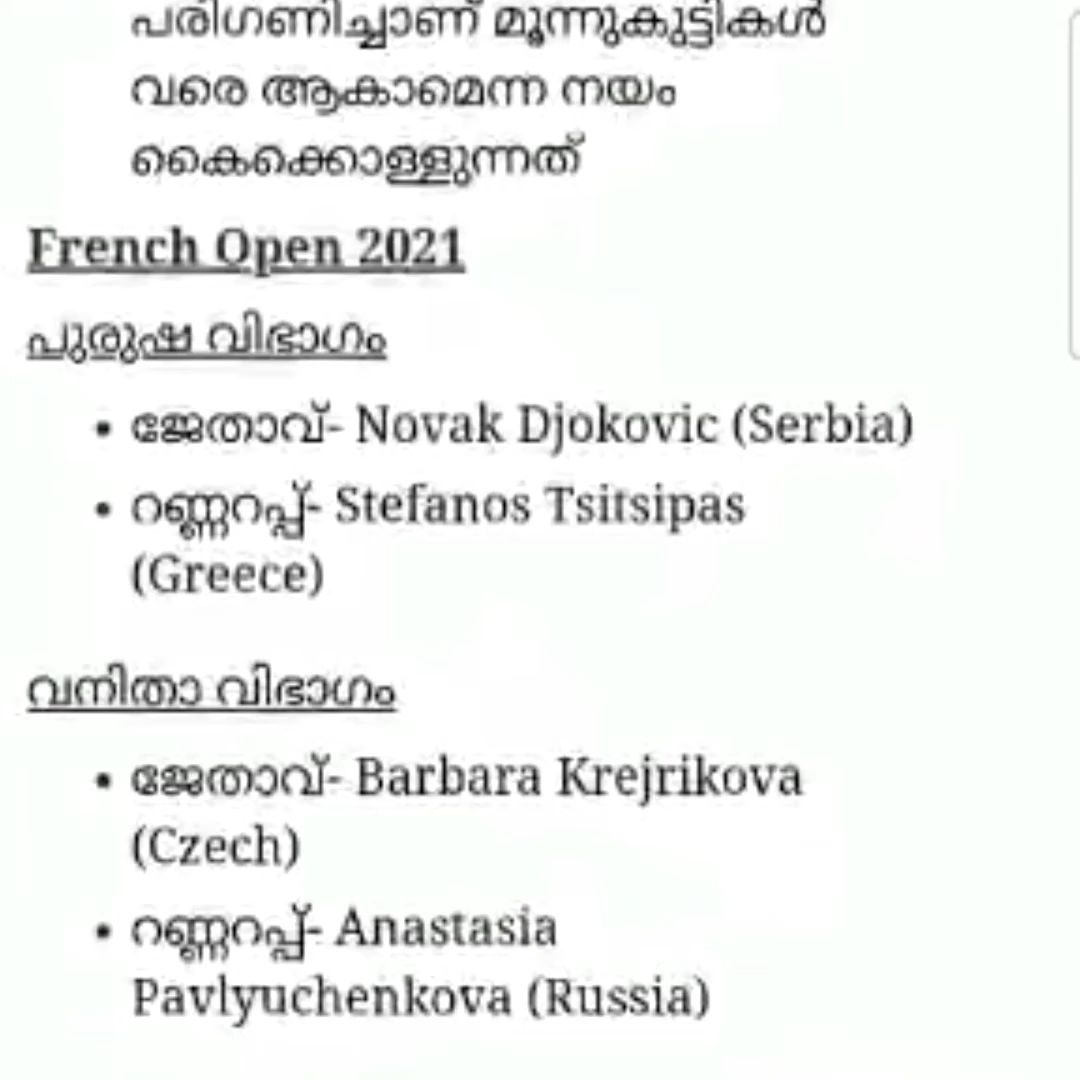 പരിഗണിച്ചാണ് മൂന്നുകുട്ടികൾ
വരെ ആകാമെന്ന നയം
കൈക്കൊള്ളുന്നത്
French Open 2021
പുരുഷ വിഭാഗം
• ജേതാവ്- Novak Djokovic (Serbia)
• റണ്ണറപ്പ്- Stefanos Tsitsipas
(Greece)
വനിതാ വിഭാഗം
• ജേതാവ്- Barbara Krejrikova
(Czech)
• റണ്ണറപ്പ്- Anastasia
Pavlyuchenkova (Russia)